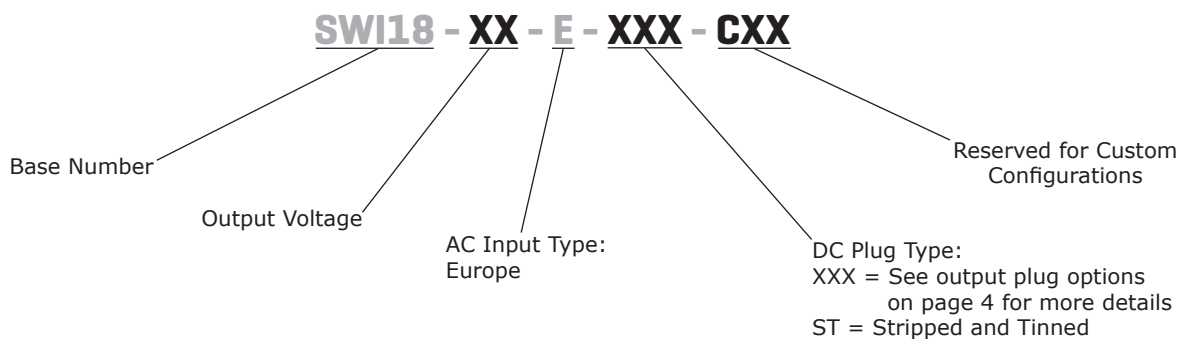 SWI18 - XX - E - XXX - CXX
Base Number
Output Voltage
AC Input Type:
Europe
DC Plug Type:
XXX = See output plug options
on page 4 for more details
ST = Stripped and Tinned
Reserved for Custom
Configurations